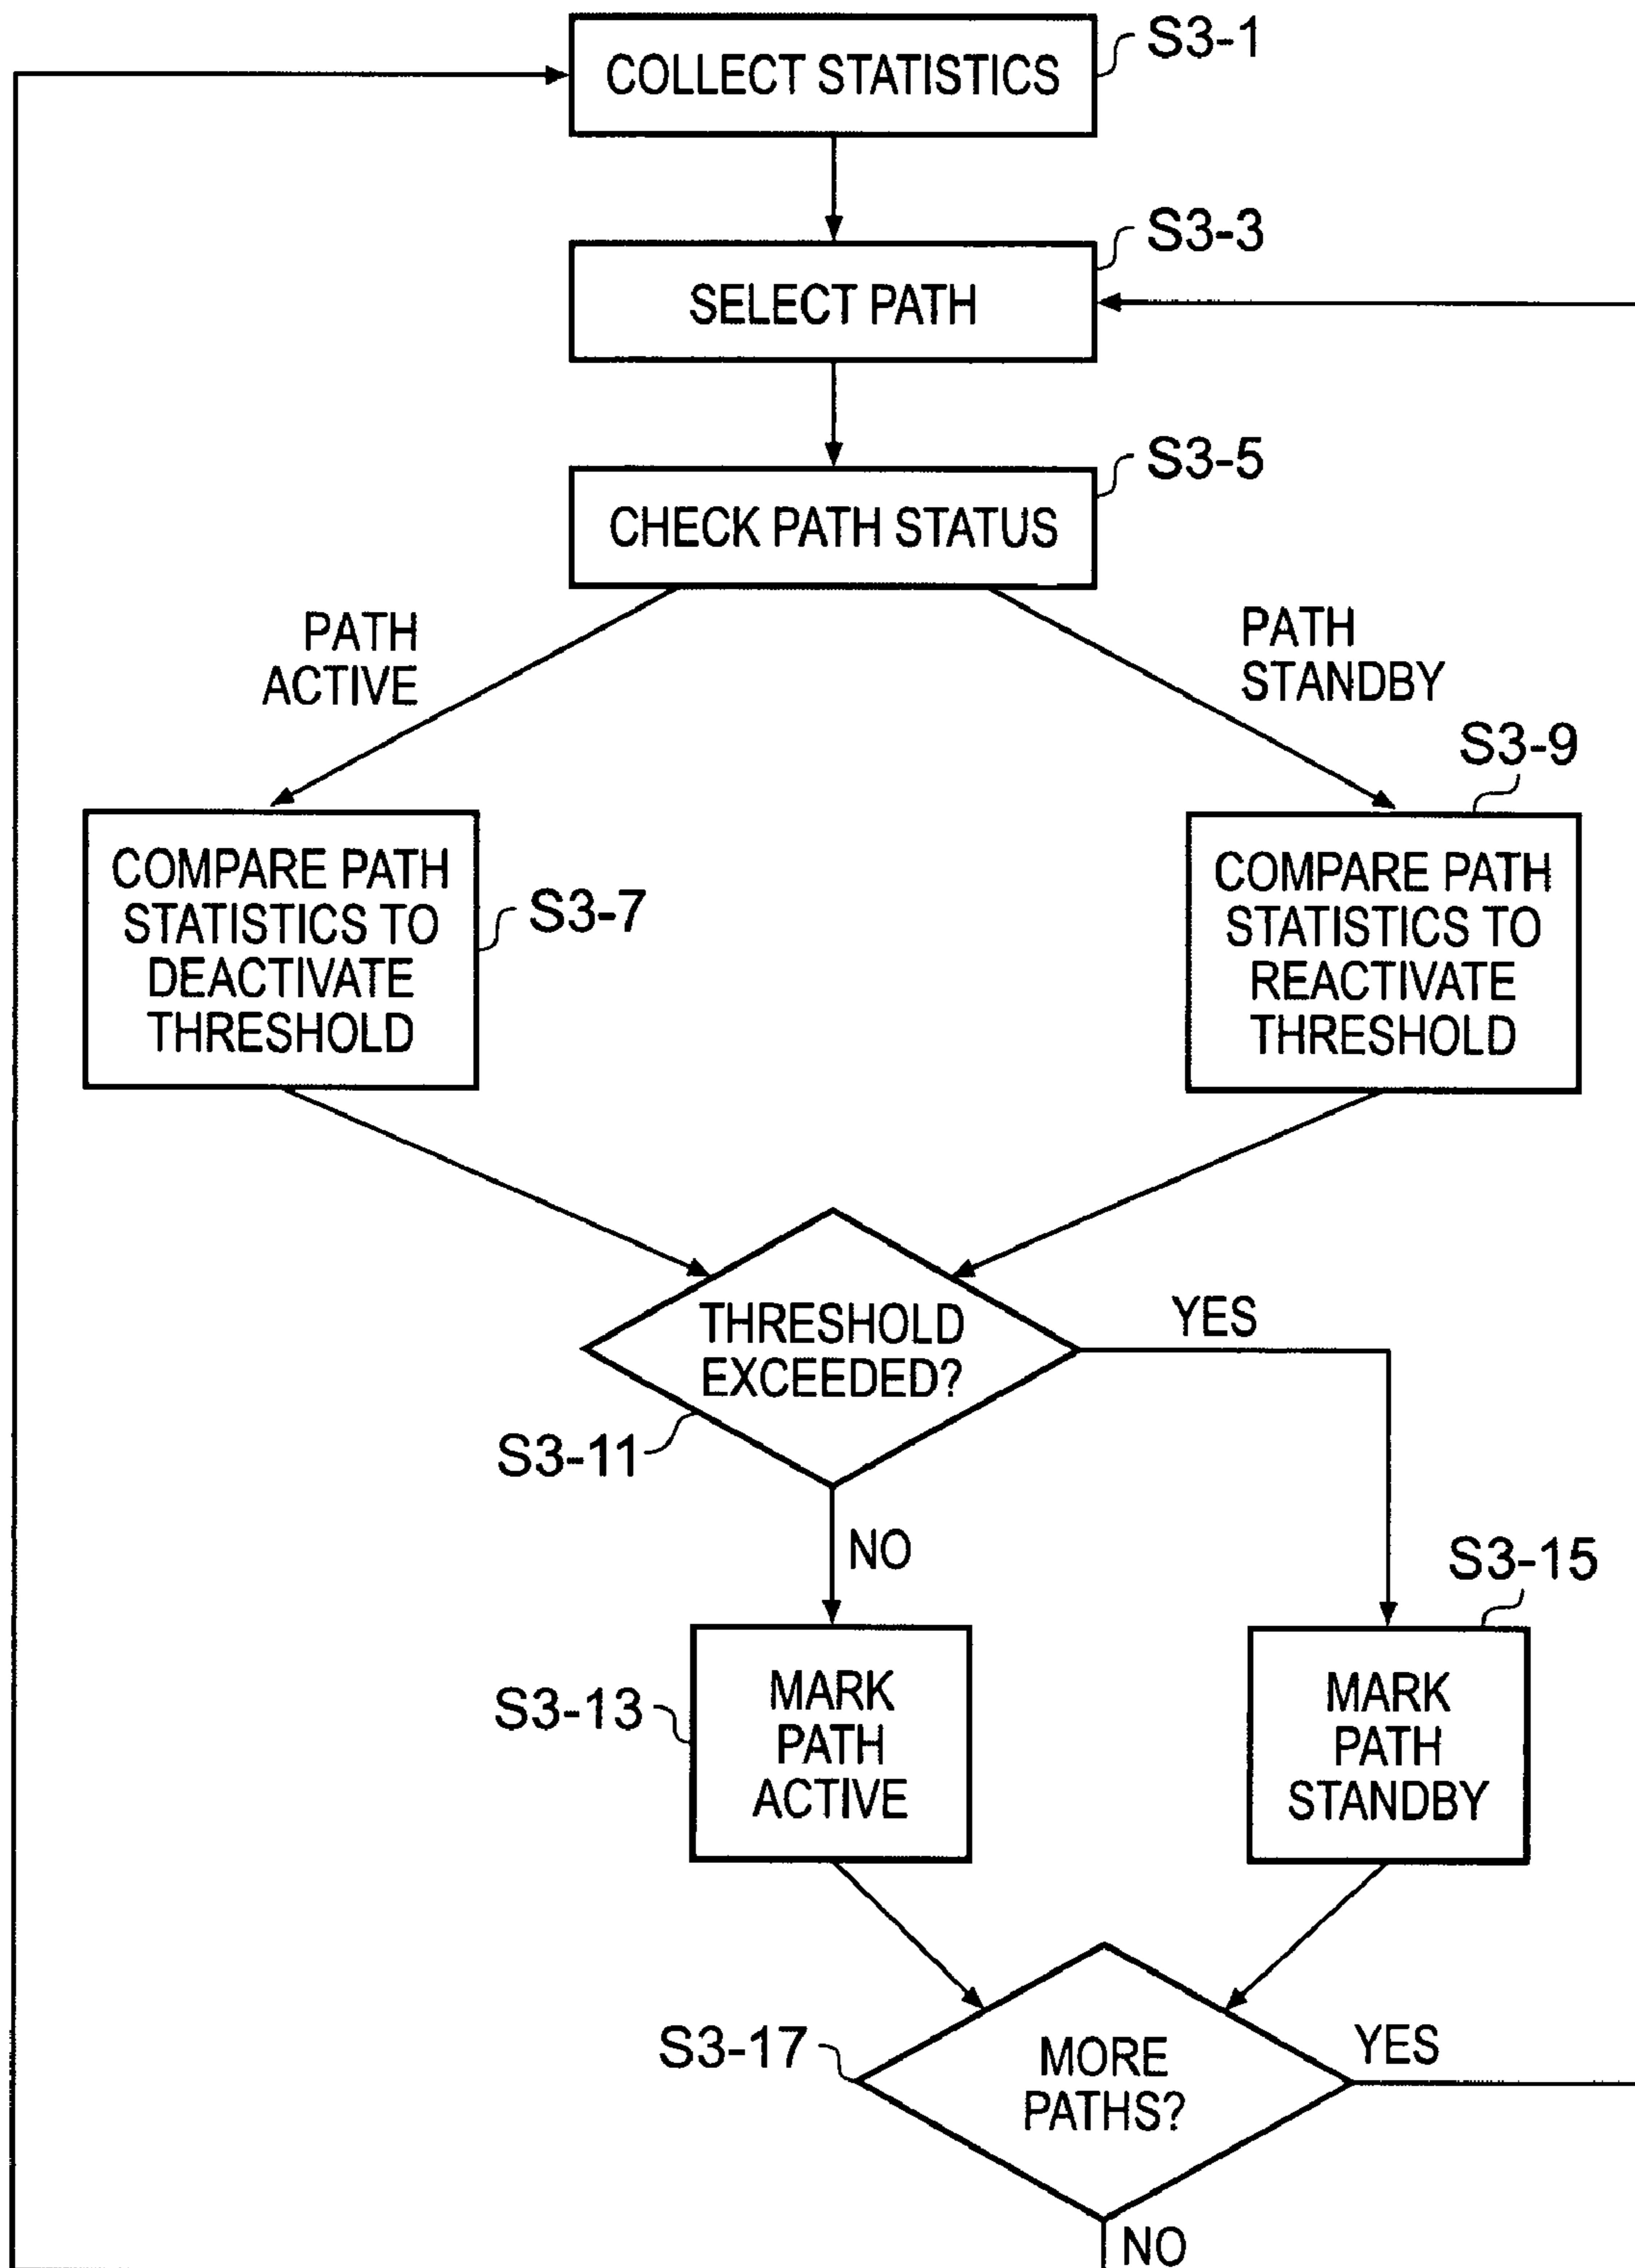 S3-1
COLLECT STATISTICS
S3-3
SELECT PATH
S3-5
CHECK PATH STATUS
PATH
ACTIVE
PATH
STANDBY
S3-9
COMPARE PATH
STATISTICS TO
DEACTIVATE
THRESHOLD
S3-7
COMPARE PATH
STATISTICS TO
REACTIVATE
THRESHOLD
THRESHOLD
EXCEEDED?
YES
S3-11
NO
S3-15
S3-13
MARK
PATH
ACTIVE
MARK
PATH
STANDBY
S3-17
MORE
PATHS?
YES
NO